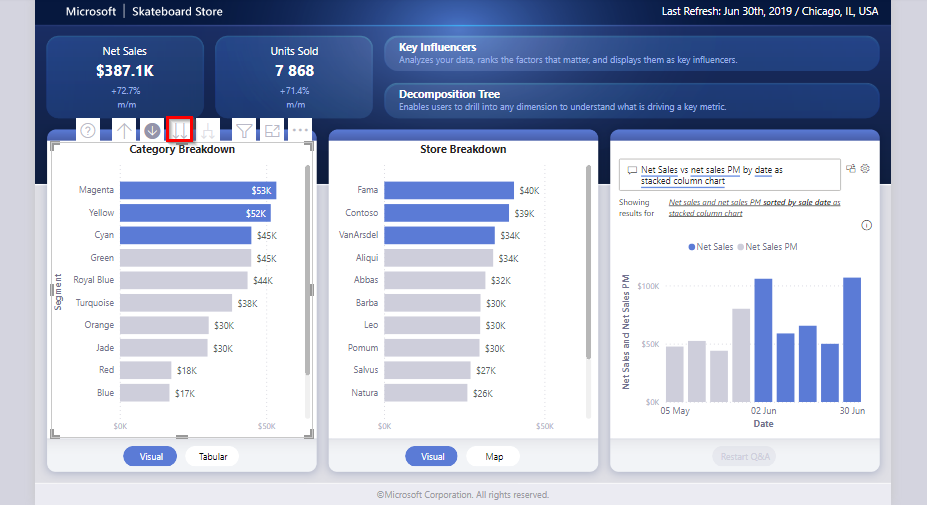 Microsoft | Skateboard Store
Last Refresh: Jun 30th, 2019 / Chicago, IL, USA
Net Sales
$387.1K
+72.7%
m/m
Units Sold
7 868
+71.4%
m/m
Key Influencers
Analyzes your data, ranks the factors that matter, and displays them as key influencers.
Decomposition Tree
Enables users to drill into any dimension to understand what is driving a key metric.
Category Breakdown
Segment
Magenta $53K
Yellow $52K
Cyan $45K
Green $45K
Royal Blue $44K
Turquoise $38K
Orange $30K
Jade $30K
Red $18K
Blue $17K
$0K $50K
Visual Tabular
Store Breakdown
Fama $40K
Contoso $39K
VanArsdel $34K
Aliqui $34K
Abbas $32K
Barba $30K
Leo $30K
Pomum $30K
Salvus $27K
Natura $26K
$0K $50K
Visual Map
Net Sales vs net sales PM by date as
stacked column chart
Showing
results for
Net sales and net sales PM sorted by sale date as
stacked column chart
Net Sales Net Sales PM
Net Sales and Net Sales PM
$100K
$50K
$0K
05 May 02 Jun 30 Jun
Date
Restart Q&A
©Microsoft Corporation. All rights reserved.